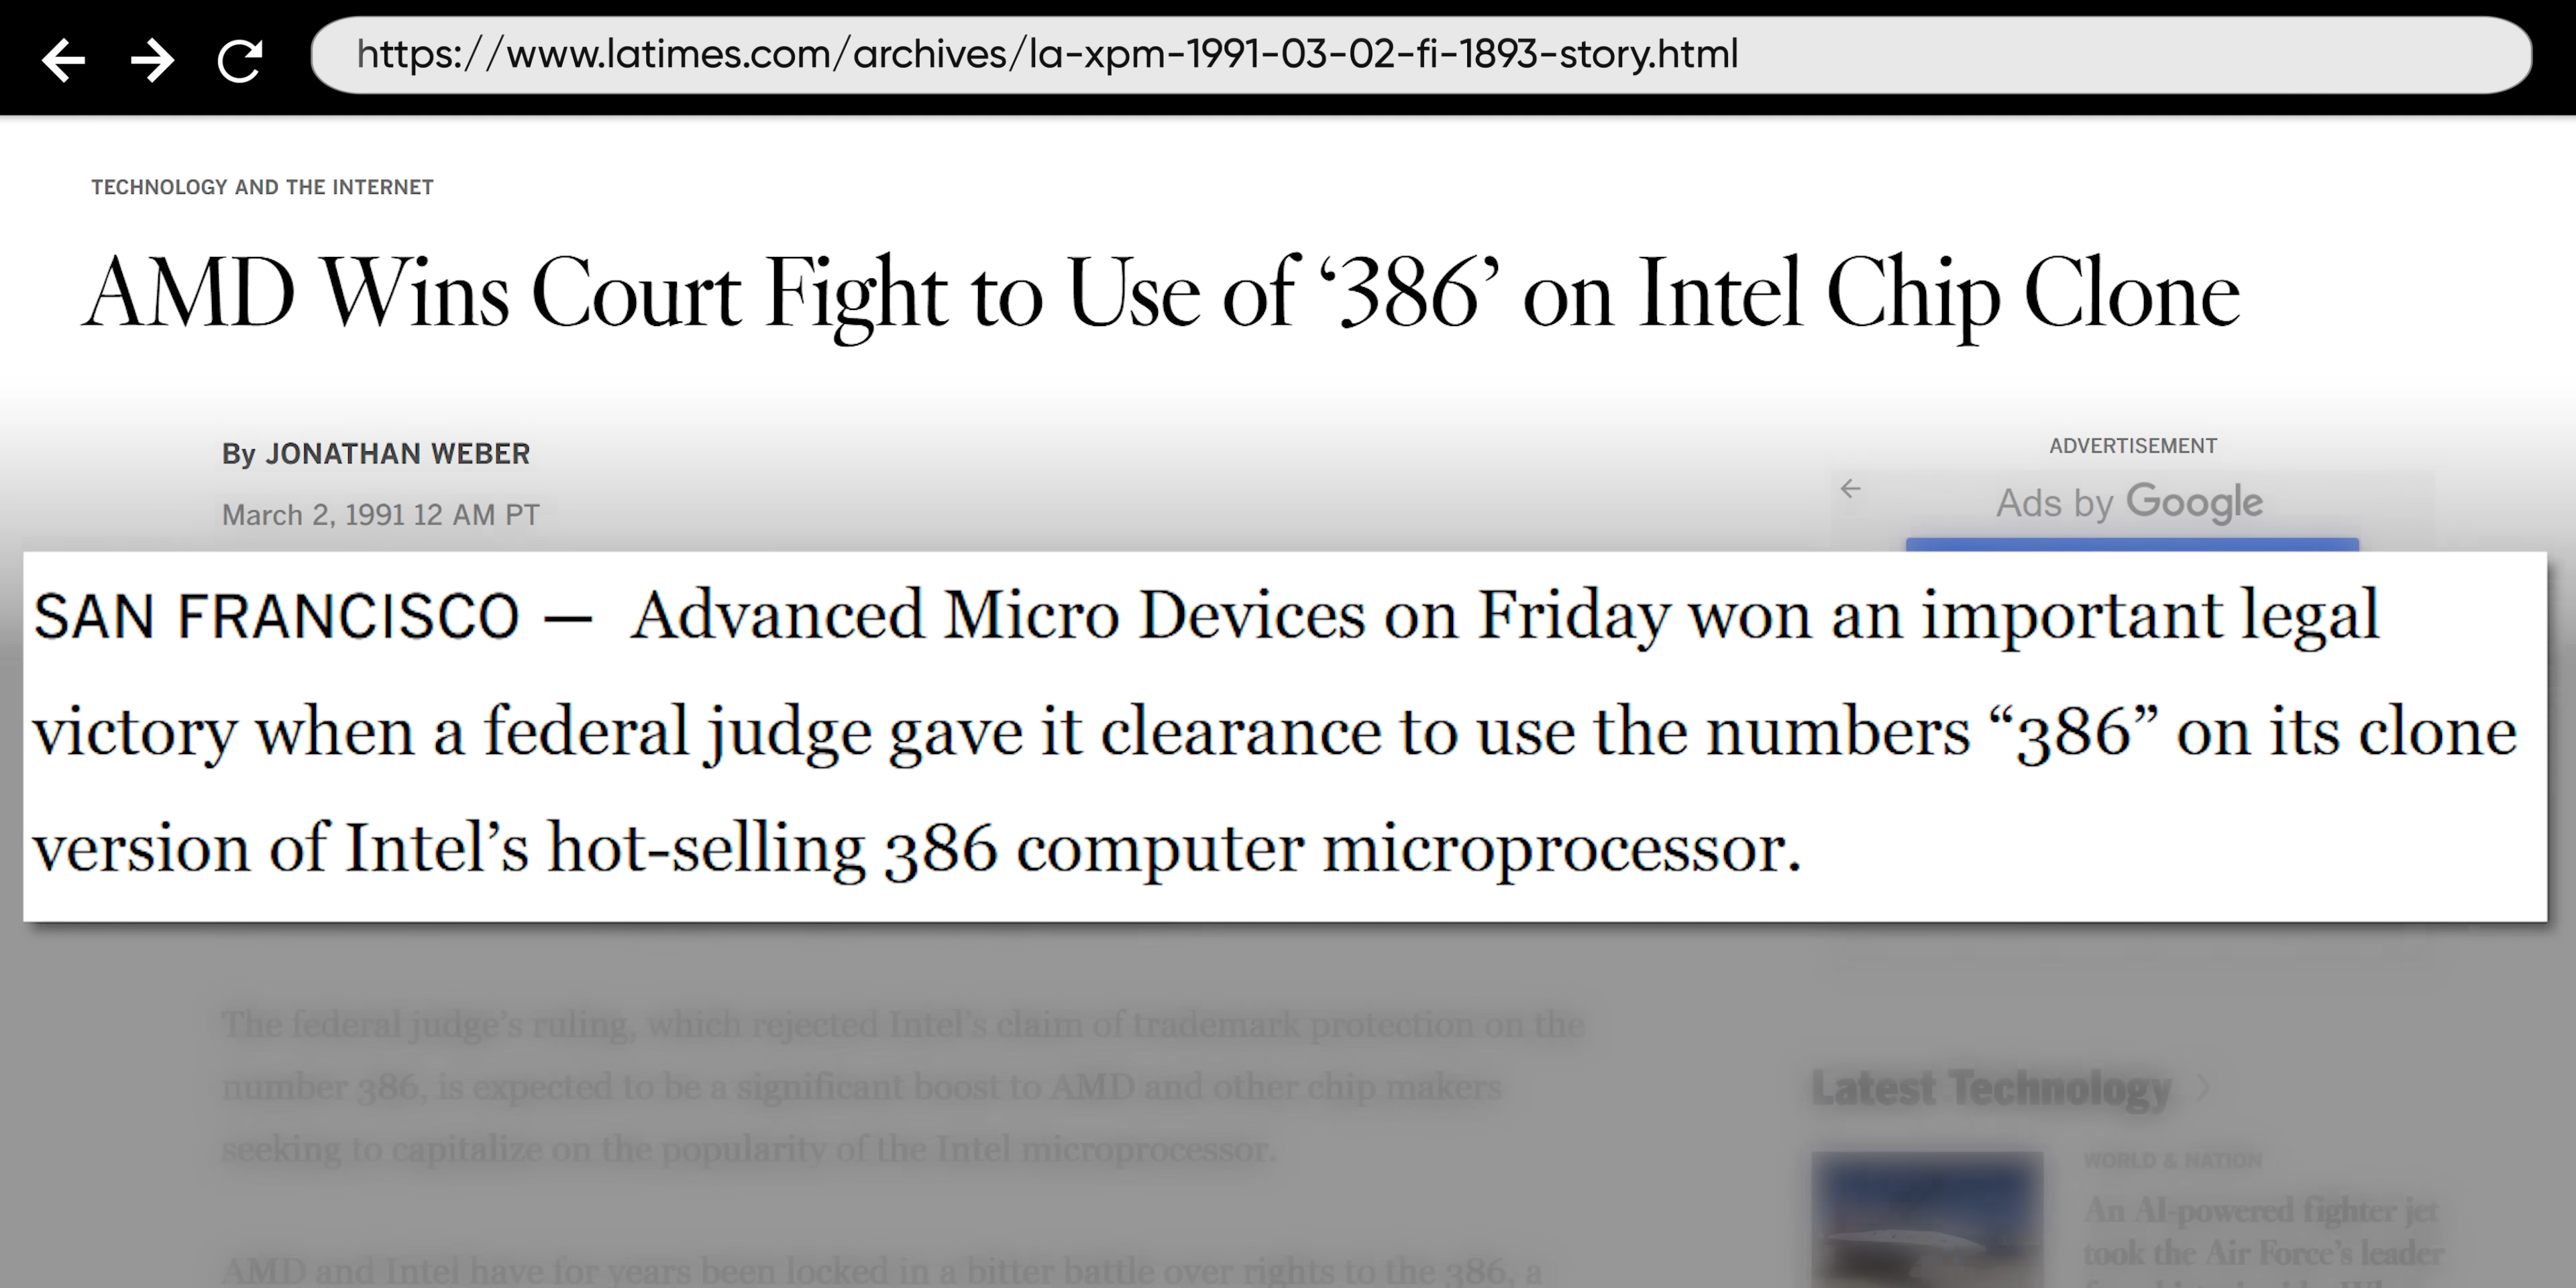 https://www.latimes.com/archives/la-xpm-1991-03-02-fi-1893-story.html
TECHNOLOGY AND THE INTERNET
AMD Wins Court Fight to Use of ‘386’ on Intel Chip Clone
By JONATHAN WEBER
March 2, 1991 12 AM PT
ADVERTISEMENT
Ads by Google
SAN FRANCISCO — Advanced Micro Devices on Friday won an important legal
victory when a federal judge gave it clearance to use the numbers “386” on its clone
version of Intel’s hot-selling 386 computer microprocessor.
The federal judge’s ruling, which rejected Intel’s claim of trademark protection on the
number 386, is expected to be a significant boost to AMD and other chip makers
seeking to capitalize on the popularity of the Intel microprocessor.
AMD and Intel have for years been locked in a bitter battle over rights to the 386, a
Latest Technology
WORLD & NATION
An AI-powered fighter jet
took the Air Force’s leader